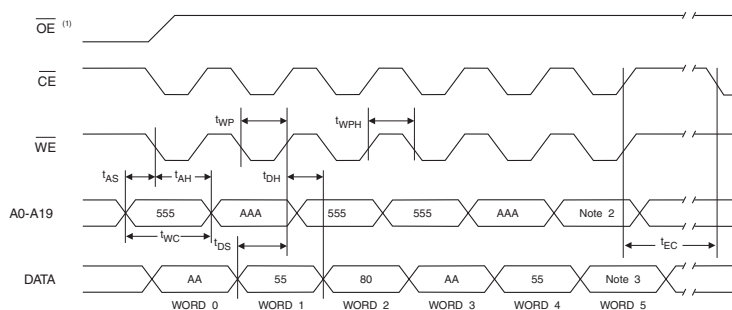 OE (1)
CE
tWP
tWPH
WE
tAS
tAH
tDH
A0-A19
555
AAA
555
555
AAA
Note 2
tWC
tDS
tEC
DATA
AA
55
80
AA
55
Note 3
WORD 0
WORD 1
WORD 2
WORD 3
WORD 4
WORD 5